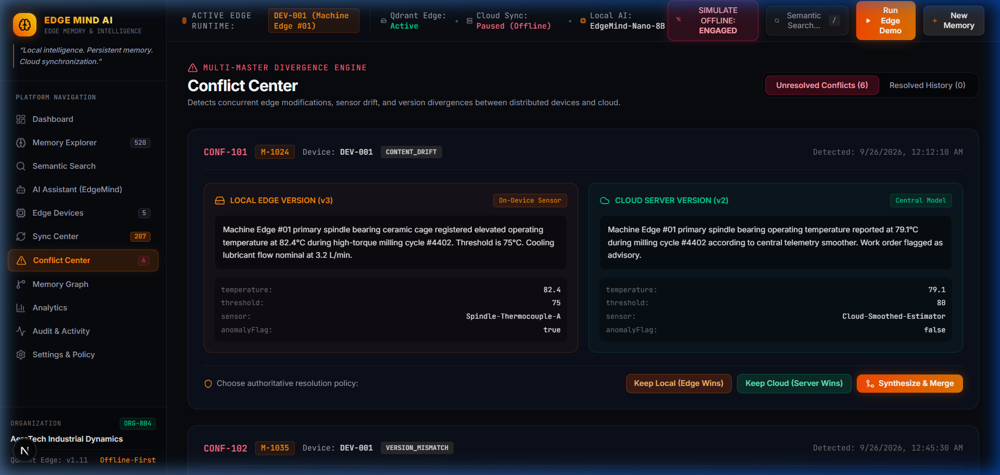 EDGE MIND AI
EDGE MEMORY & INTELLIGENCE
“Local intelligence. Persistent memory.
Cloud synchronization.”
PLATFORM NAVIGATION
Dashboard
Memory Explorer 520
Semantic Search
AI Assistant (EdgeMind)
Edge Devices 5
Sync Center 207
Conflict Center 6
Memory Graph
Analytics
Audit & Activity
Settings & Policy
ORGANIZATION ORG-804
Tech Industrial Dynamics
N
Edge: v1.11 Offline-First
ACTIVE EDGE
RUNTIME:
DEV-001 (Machine
Edge #01)
Qdrant Edge:
Active
Cloud Sync:
Paused (Offline)
Local AI:
EdgeMind-Nano-8B
SIMULATE
OFFLINE:
ENGAGED
Semantic
Search...
/
Run
Edge
Demo
+ New
Memory
MULTI-MASTER DIVERGENCE ENGINE
Conflict Center
Detects concurrent edge modifications, sensor drift, and version divergences between distributed devices and cloud.
Unresolved Conflicts (6) Resolved History (0)
CONF-101 M-1024 Device: DEV-001 CONTENT_DRIFT Detected: 9/26/2026, 12:12:10 AM
LOCAL EDGE VERSION (v3) On-Device Sensor
Machine Edge #01 primary spindle bearing ceramic cage registered elevated operating
temperature at 82.4°C during high-torque milling cycle #4402. Threshold is 75°C. Cooling
lubricant flow nominal at 3.2 L/min.
temperature: 82.4
threshold: 75
sensor: Spindle-Thermocouple-A
anomalyFlag: true
CLOUD SERVER VERSION (v2) Central Model
Machine Edge #01 primary spindle bearing operating temperature reported at 79.1°C
during milling cycle #4402 according to central telemetry smoother. Work order flagged as
advisory.
temperature: 79.1
threshold: 80
sensor: Cloud-Smoothed-Estimator
anomalyFlag: false
Choose authoritative resolution policy:
Keep Local (Edge Wins) Keep Cloud (Server Wins) Synthesize & Merge
CONF-102 M-1035 Device: DEV-001 VERSION_MISMATCH Detected: 9/26/2026, 12:45:30 AM